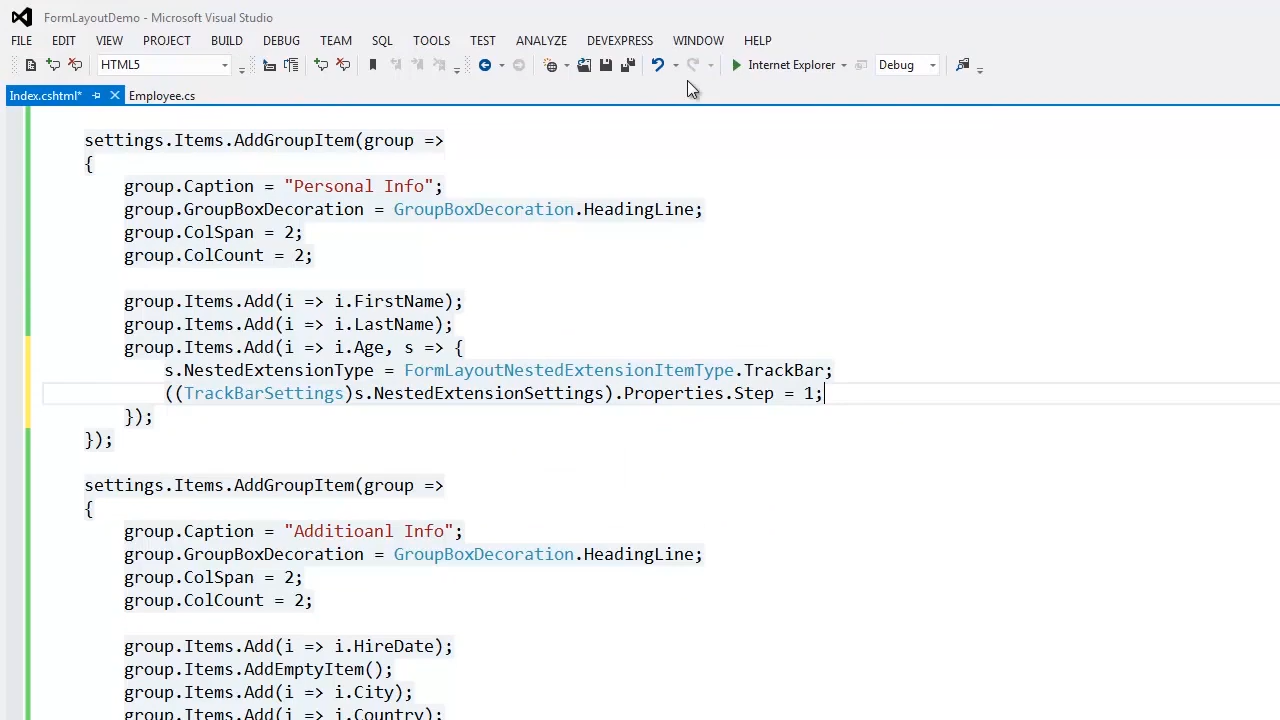 FormLayoutDemo - Microsoft Visual Studio
FILE EDIT VIEW PROJECT BUILD DEBUG TEAM SQL TOOLS TEST ANALYZE DEVEXPRESS WINDOW HELP
HTML5 Internet Explorer Debug
Index.cshtml* Employee.cs
settings.Items.AddGroupItem(group =>
{
group.Caption = "Personal Info";
group.GroupBoxDecoration = GroupBoxDecoration.HeadingLine;
group.ColSpan = 2;
group.ColCount = 2;
group.Items.Add(i => i.FirstName);
group.Items.Add(i => i.LastName);
group.Items.Add(i => i.Age, s => {
s.NestedExtensionType = FormLayoutNestedExtensionItemType.TrackBar;
((TrackBarSettings)s.NestedExtensionSettings).Properties.Step = 1;
});
});
settings.Items.AddGroupItem(group =>
{
group.Caption = "Additioanl Info";
group.GroupBoxDecoration = GroupBoxDecoration.HeadingLine;
group.ColSpan = 2;
group.ColCount = 2;
group.Items.Add(i => i.HireDate);
group.Items.AddEmptyItem();
group.Items.Add(i => i.City);
group.Items.Add(i => i.Country);